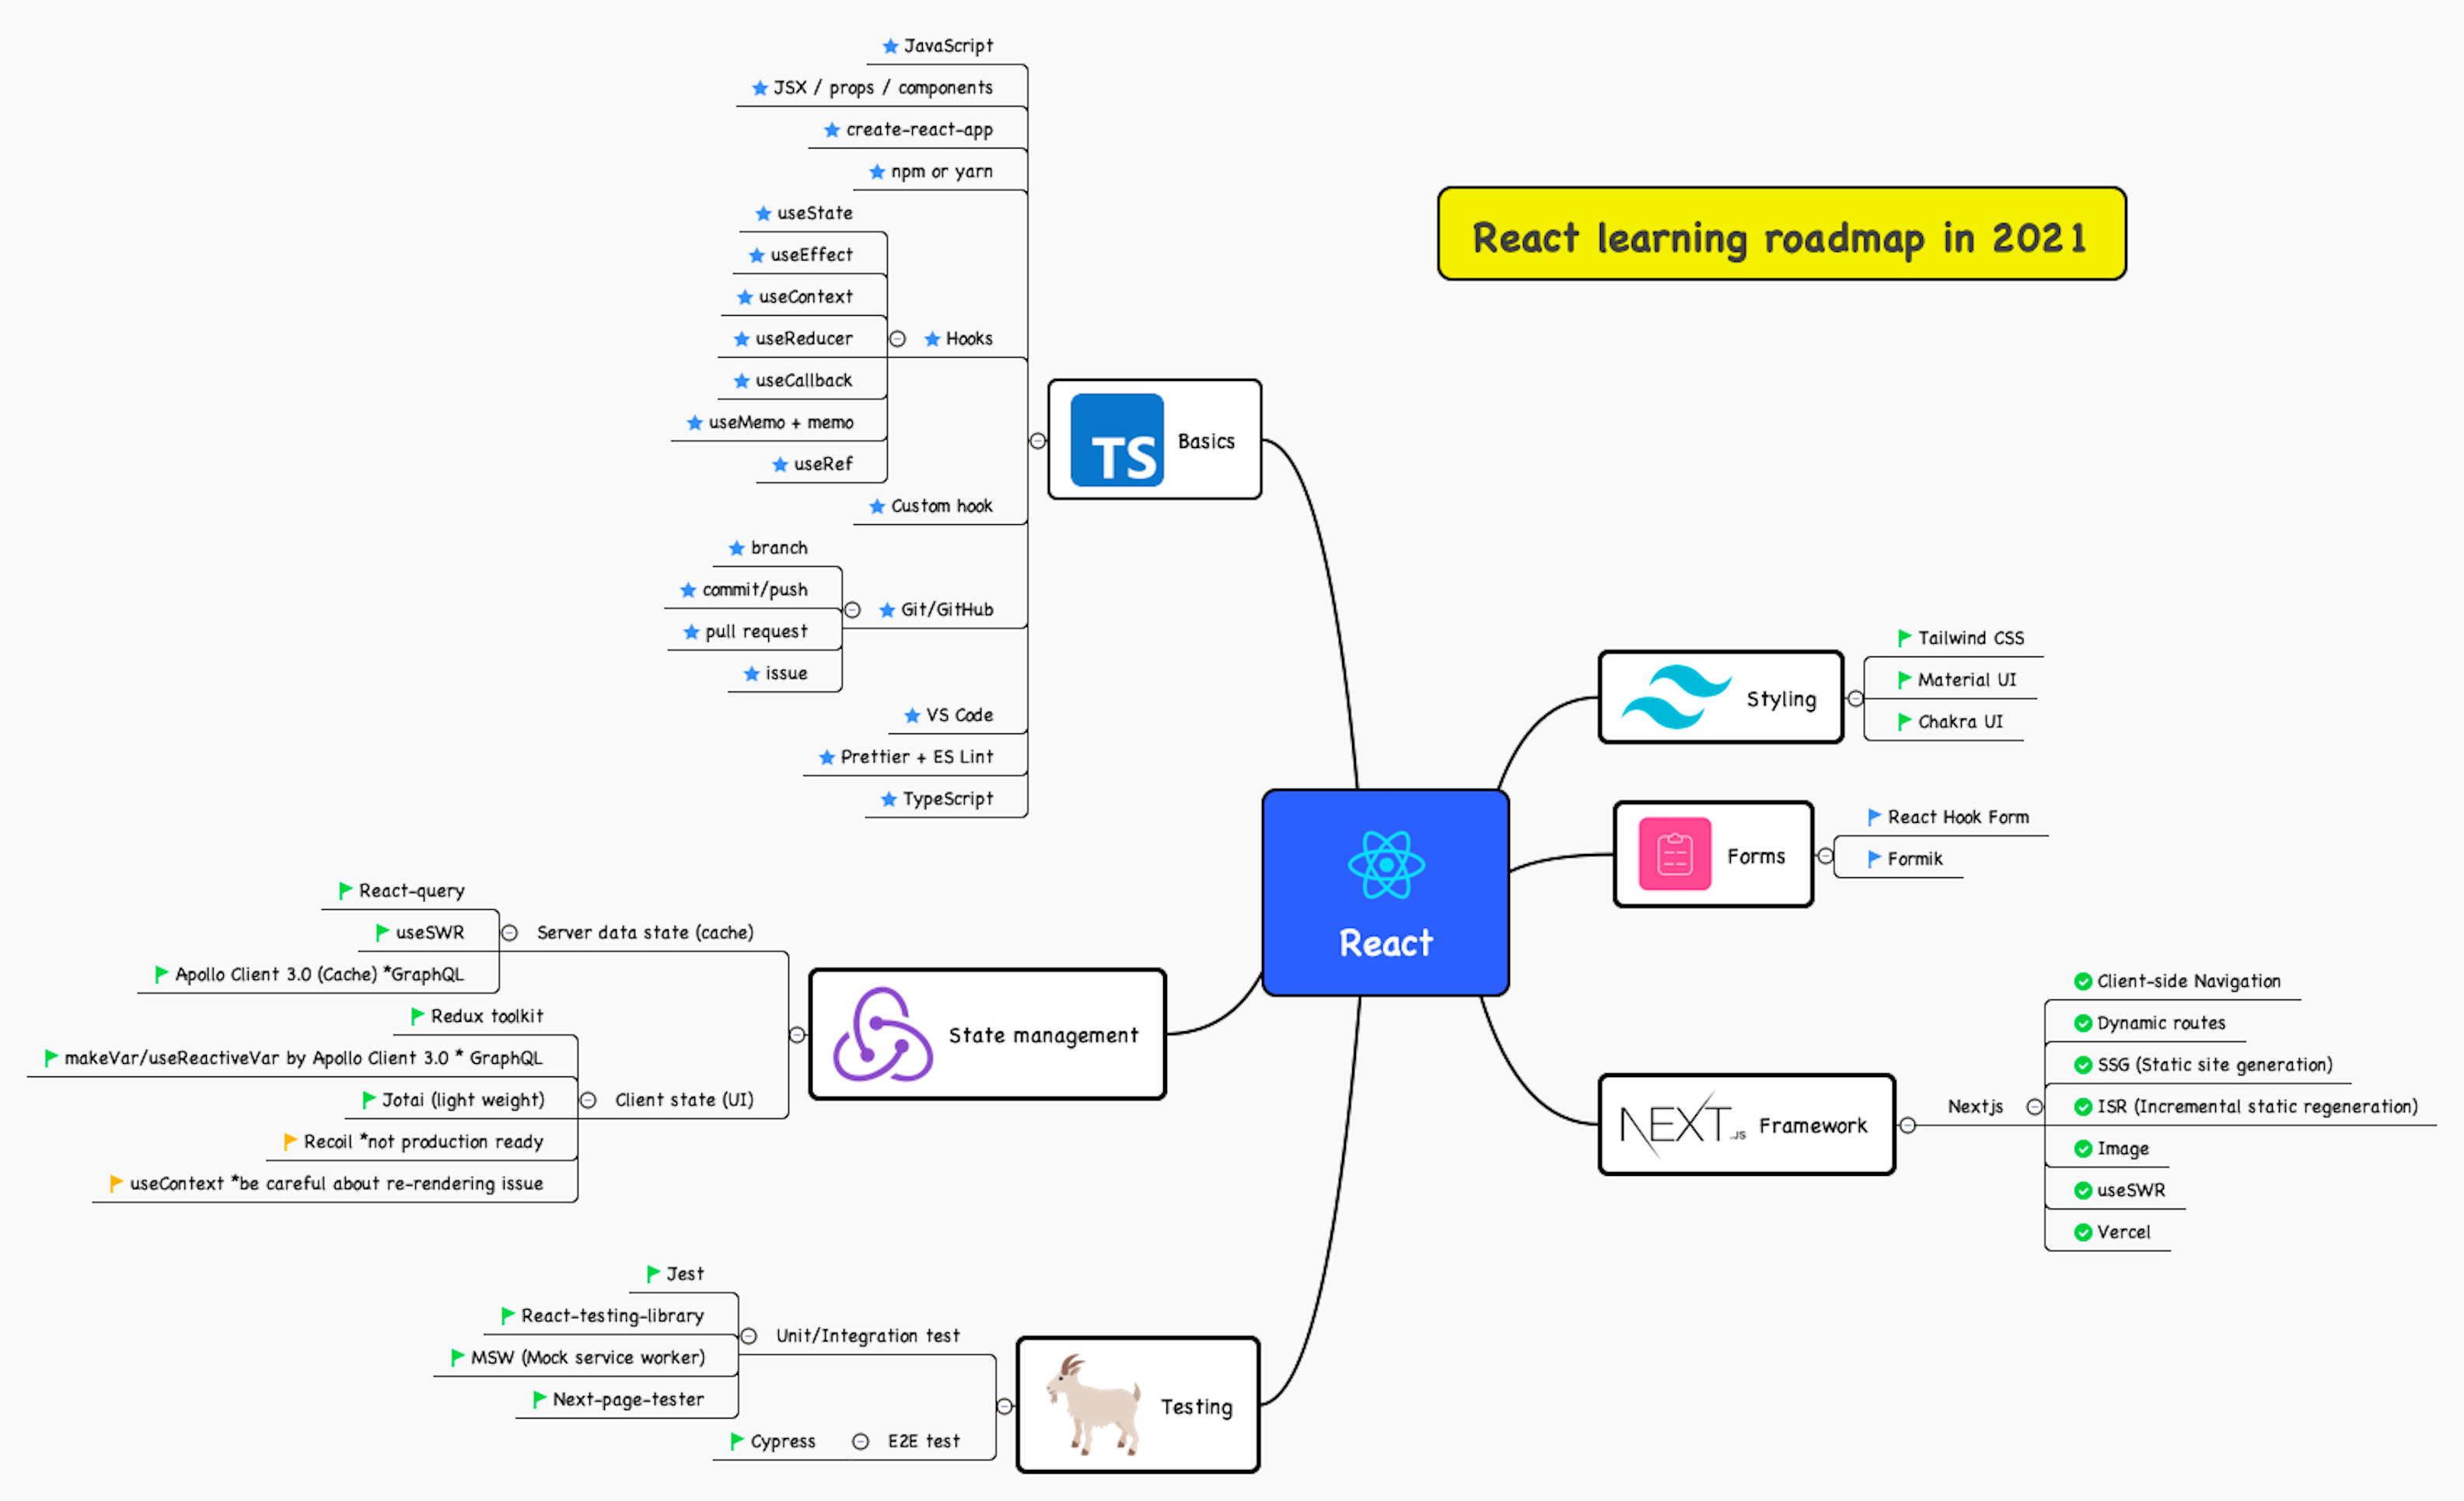 React learning roadmap in 2021
React
TS
Basics
JavaScript
JSX / props / components
create-react-app
npm or yarn
Hooks
useState
useEffect
useContext
useReducer
useCallback
useMemo + memo
useRef
Custom hook
Git/GitHub
branch
commit/push
pull request
issue
VS Code
Prettier + ES Lint
TypeScript
State management
Server data state (cache)
React-query
useSWR
Apollo Client 3.0 (Cache) *GraphQL
Client state (UI)
Redux toolkit
makeVar/useReactiveVar by Apollo Client 3.0 * GraphQL
Jotai (light weight)
Recoil *not production ready
useContext *be careful about re-rendering issue
Testing
Unit/Integration test
Jest
React-testing-library
MSW (Mock service worker)
Next-page-tester
E2E test
Cypress
Styling
Tailwind CSS
Material UI
Chakra UI
Forms
React Hook Form
Formik
NEXT.JS
Framework
Nextjs
Client-side Navigation
Dynamic routes
SSG (Static site generation)
ISR (Incremental static regeneration)
Image
useSWR
Vercel